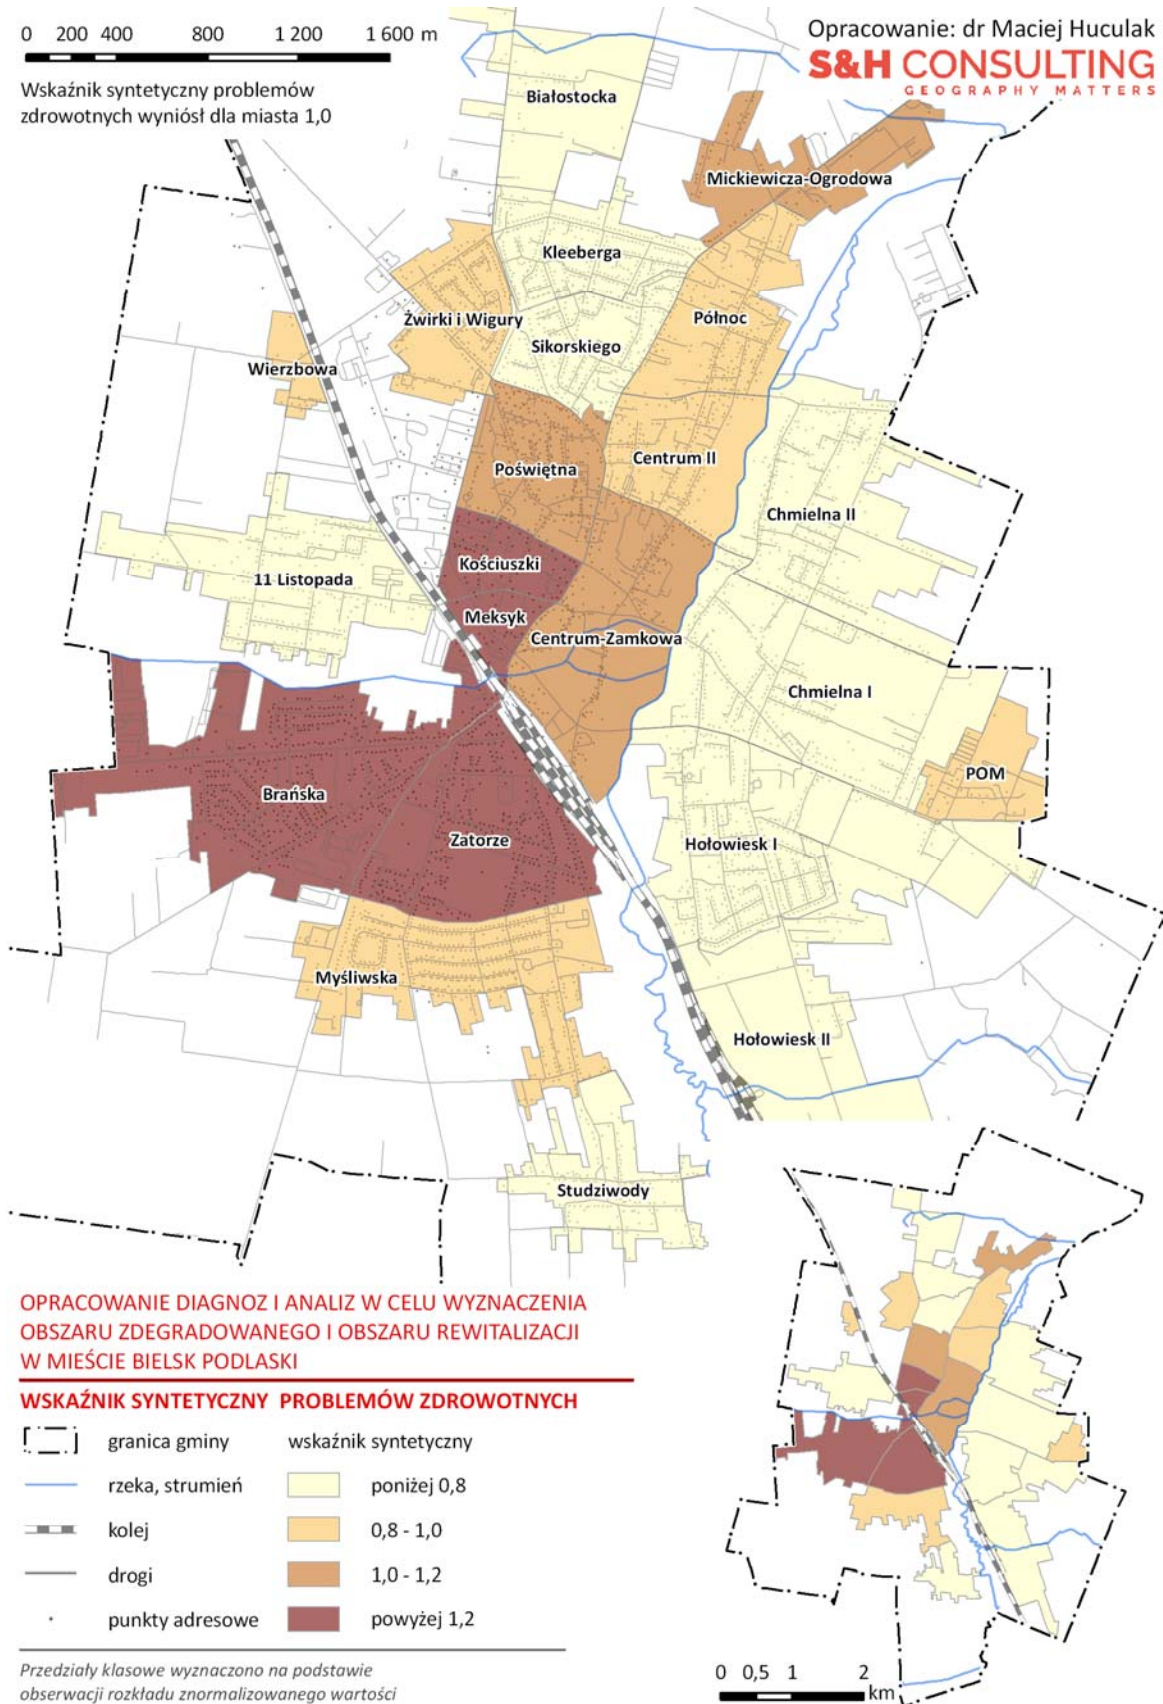 0 200 400 800 1 200 1 600 m
Wskaźnik syntetyczny problemów
zdrowotnych wyniósł dla miasta 1,0
Opracowanie: dr Maciej Huculak
S&H CONSULTING
GEOGRAPHY MATTERS
Białostocka
Mickiewicza-Ogrodowa
Kleeberga
Żwirki i Wigury
Północ
Sikorskiego
Wierzbowa
Poświętna
Centrum II
Chmielna II
Kościuszki
11 Listopada
Meksyk
Centrum-Zamkowa
Chmielna I
POM
Brańska
Zatorze
Hołowiesk I
Myśliwska
Hołowiesk II
Studziwody
OPRACOWANIE DIAGNOZ I ANALIZ W CELU WYZNACZENIA
OBSZARU ZDEGRADOWANEGO I OBSZARU REWITALIZACJI
W MIEŚCIE BIELSK PODLASKI
WSKAŹNIK SYNTETYCZNY PROBLEMÓW ZDROWOTNYCH
granica gminy wskaźnik syntetyczny
rzeka, strumień poniżej 0,8
kolej 0,8 - 1,0
drogi 1,0 - 1,2
punkty adresowe powyżej 1,2
Przedziały klasowe wyznaczono na podstawie
obserwacji rozkładu znormalizowanego wartości
0 0,5 1 2
km